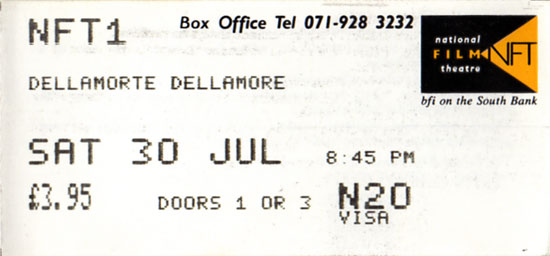 Box Office Tel 071-928 3232
NFT1
national
FILM
theatre
NFT
bfi on the South Bank
DELLAMORTE DELLAMORE
SAT 30 JUL 8:45 PM
£3.95 DOORS 1 OR 3 N20
VISA